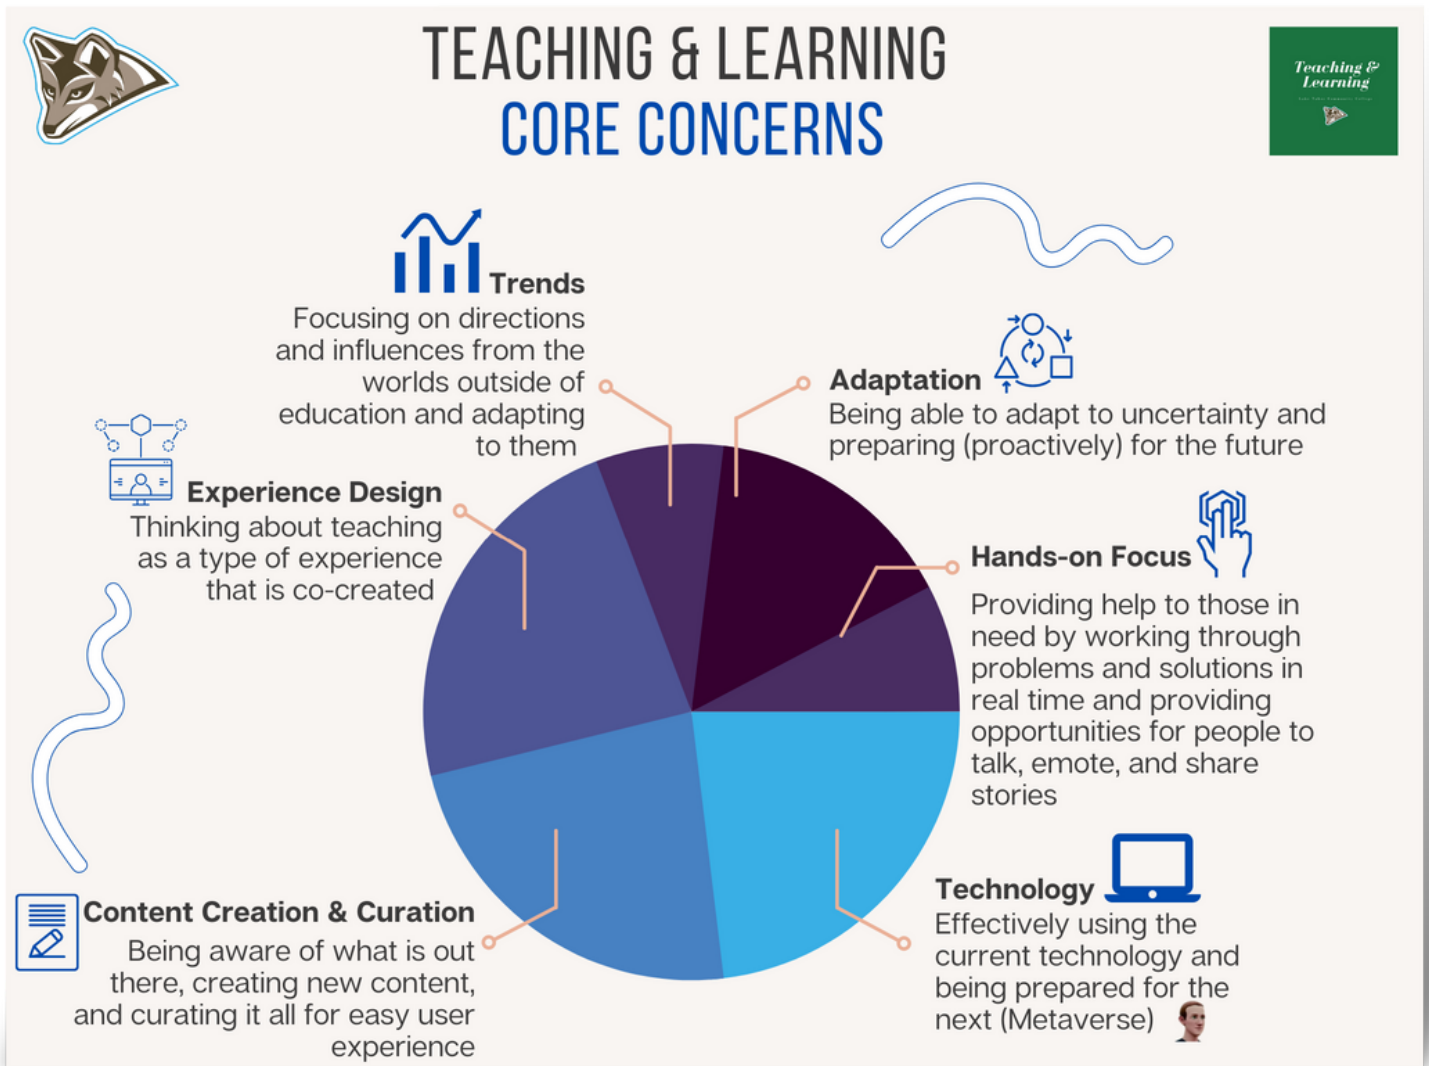 TEACHING & LEARNING
CORE CONCERNS
Teaching &
Learning
Trends
Focusing on directions
and influences from the
worlds outside of
education and adapting
to them
Adaptation
Being able to adapt to uncertainty and
preparing (proactively) for the future
Experience Design
Thinking about teaching
as a type of experience
that is co-created
Hands-on Focus
Providing help to those in
need by working through
problems and solutions in
real time and providing
opportunities for people to
talk, emote, and share
stories
Content Creation & Curation
Being aware of what is out
there, creating new content,
and curating it all for easy user
experience
Technology
Effectively using the
current technology and
being prepared for the
next (Metaverse)